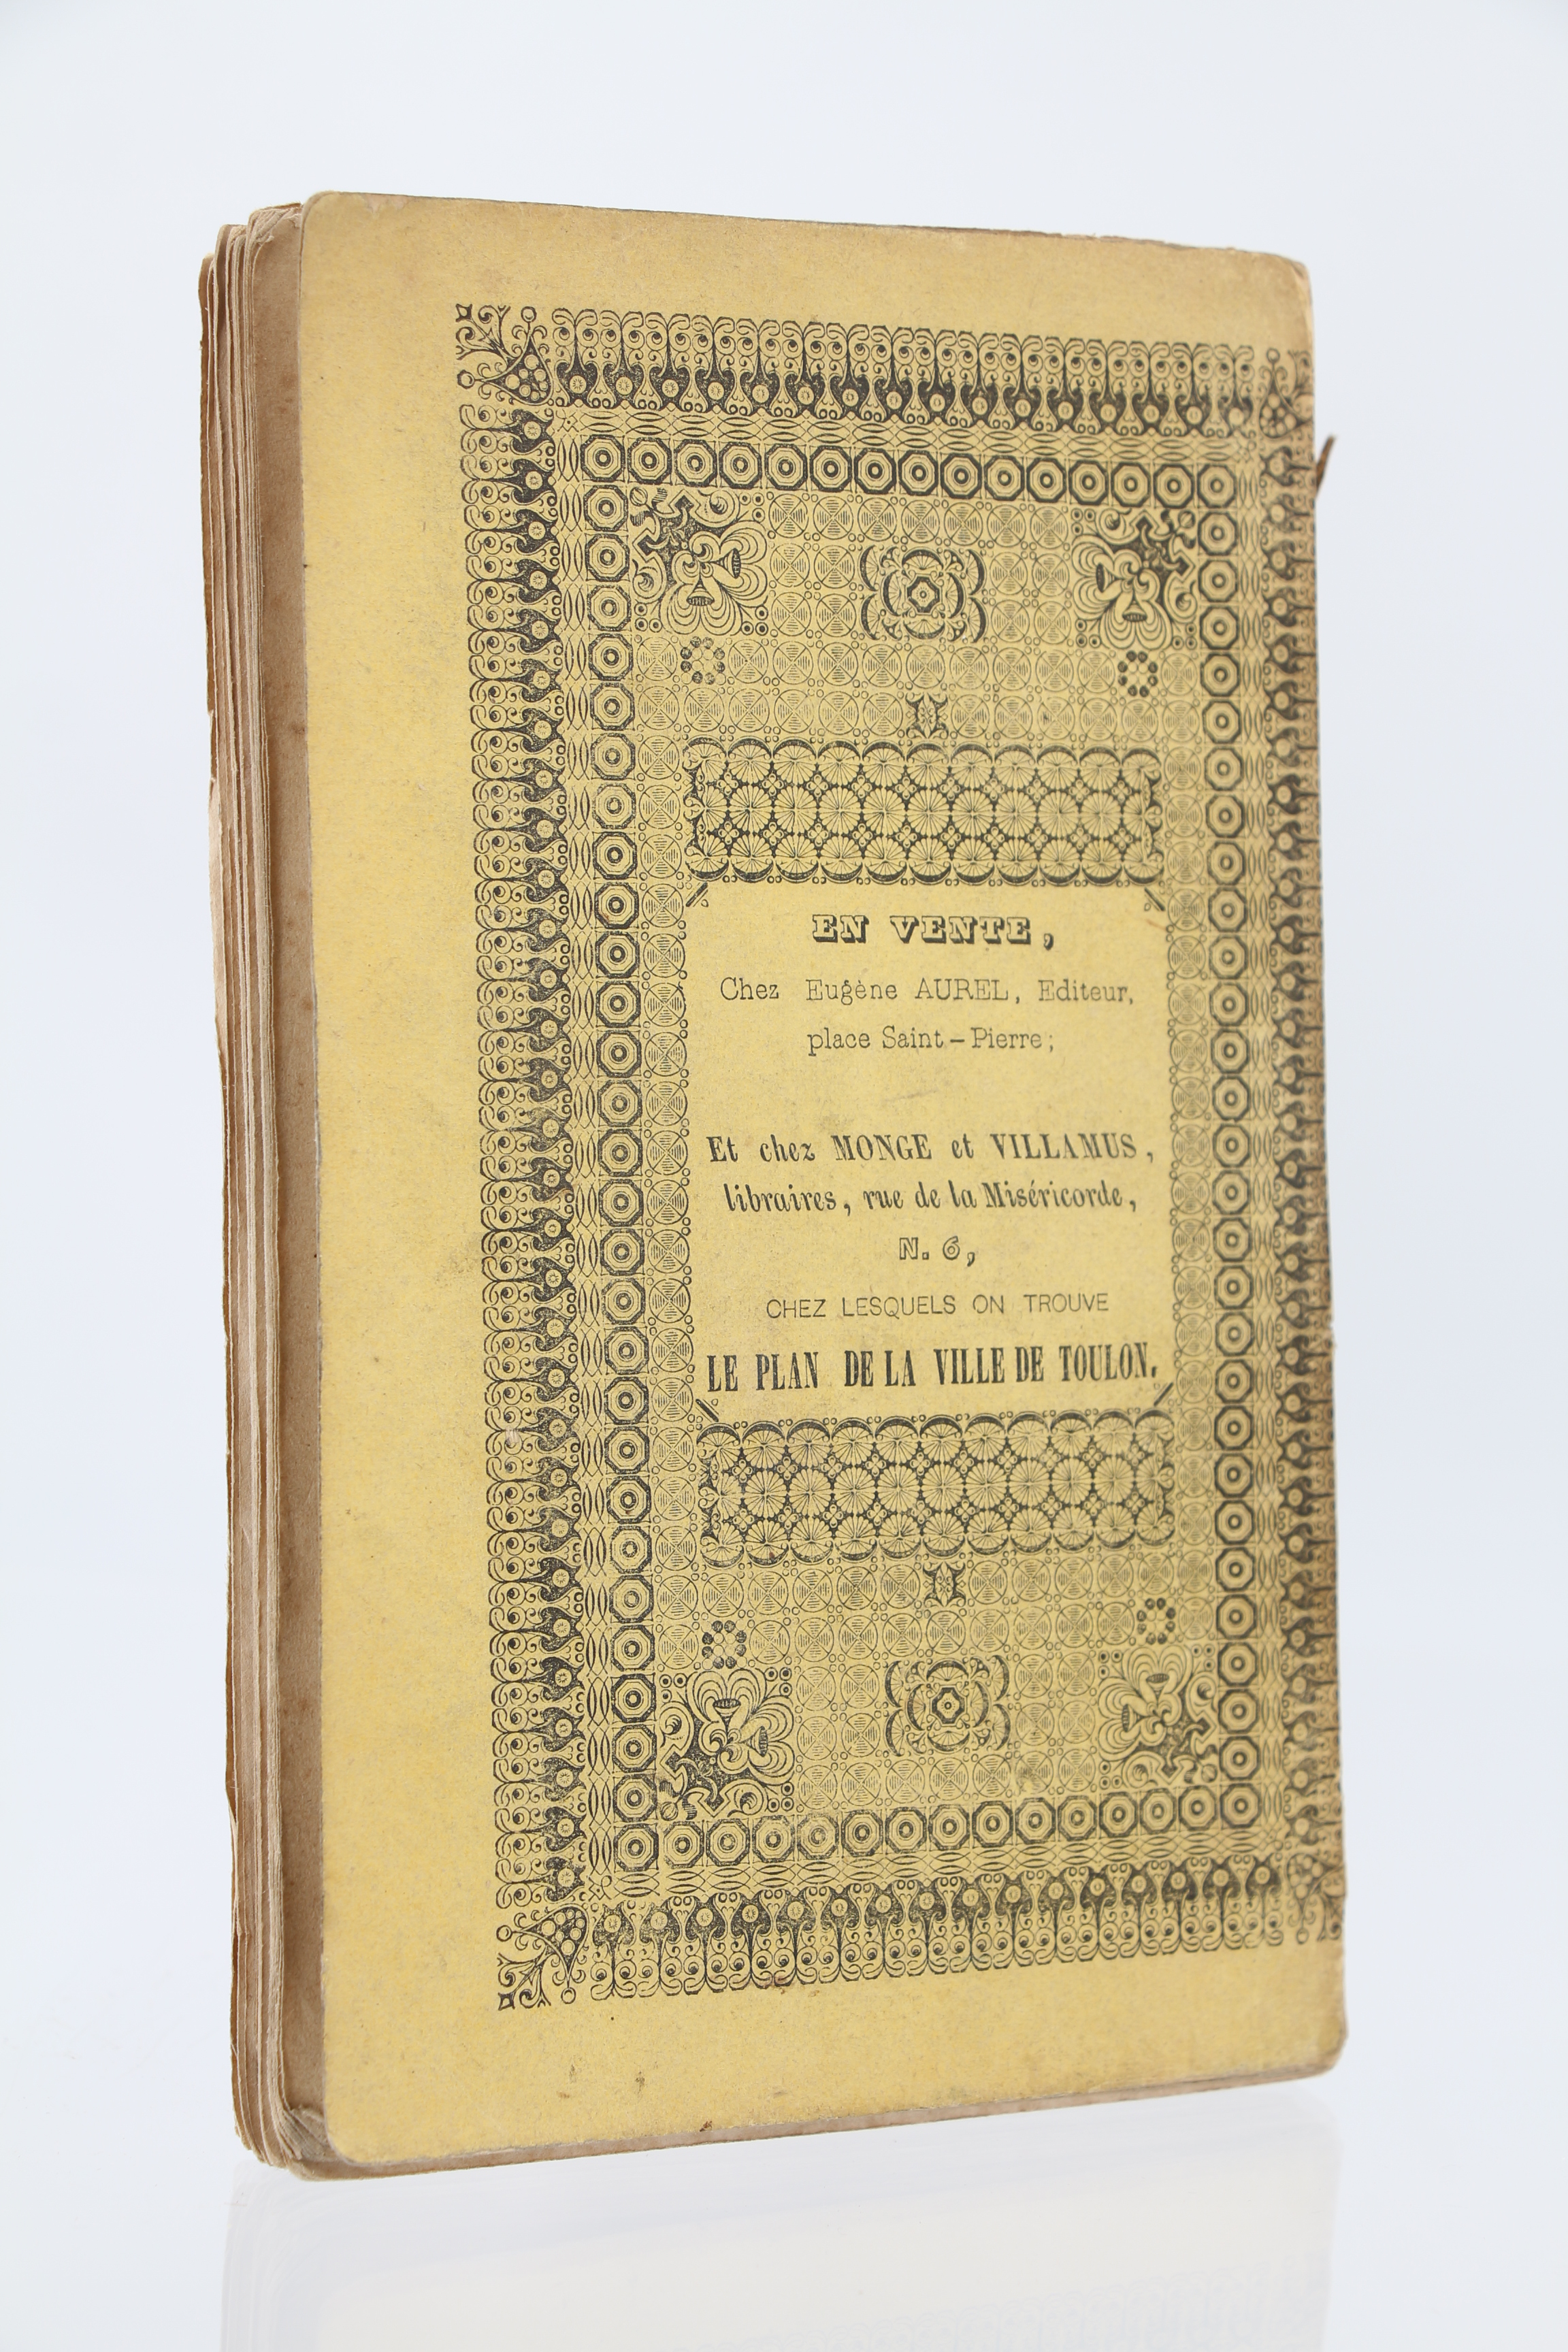 EN VENTE,
Chez Eugène AUREL, Editeur,
place Saint-Pierre;
Et chez MONGE et VILLAMUS,
libraires, rue de la Miséricorde,
N. 6,
CHEZ LESQUELS ON TROUVE
LE PLAN DE LA VILLE DE TOULON.